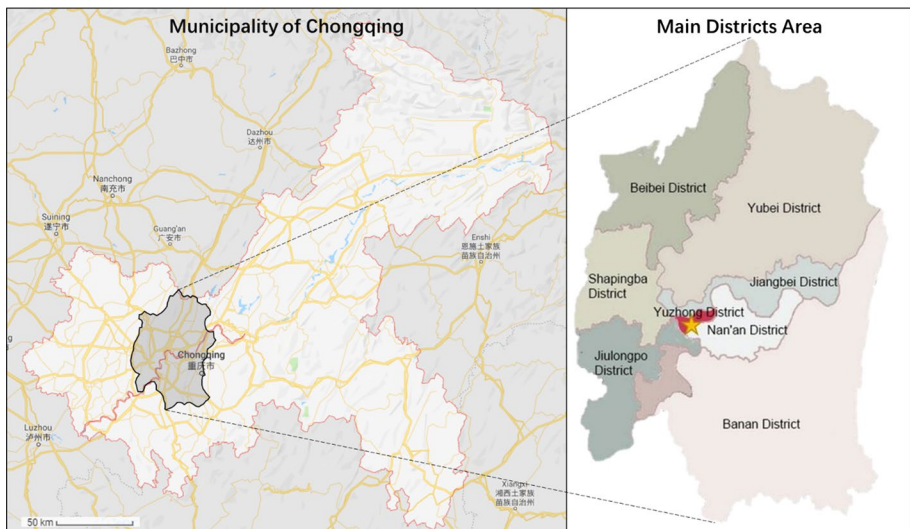 Municipality of Chongqing
Bazhong
巴中市
Dazhou
达州市
Nanchong
南充市
Suining
遂宁市
Guang'an
广安市
Enshi
恩施土家族
苗族自治州
Chongqing
重庆市
Luzhou
泸州市
Xiangxi
湘西土家族
苗族自治州
50 km
Main Districts Area
Beibei District
Yubei District
Shapingba
District
Jiangbei District
Yuzhong District
Nan'an District
Jiulongpo
District
Banan District